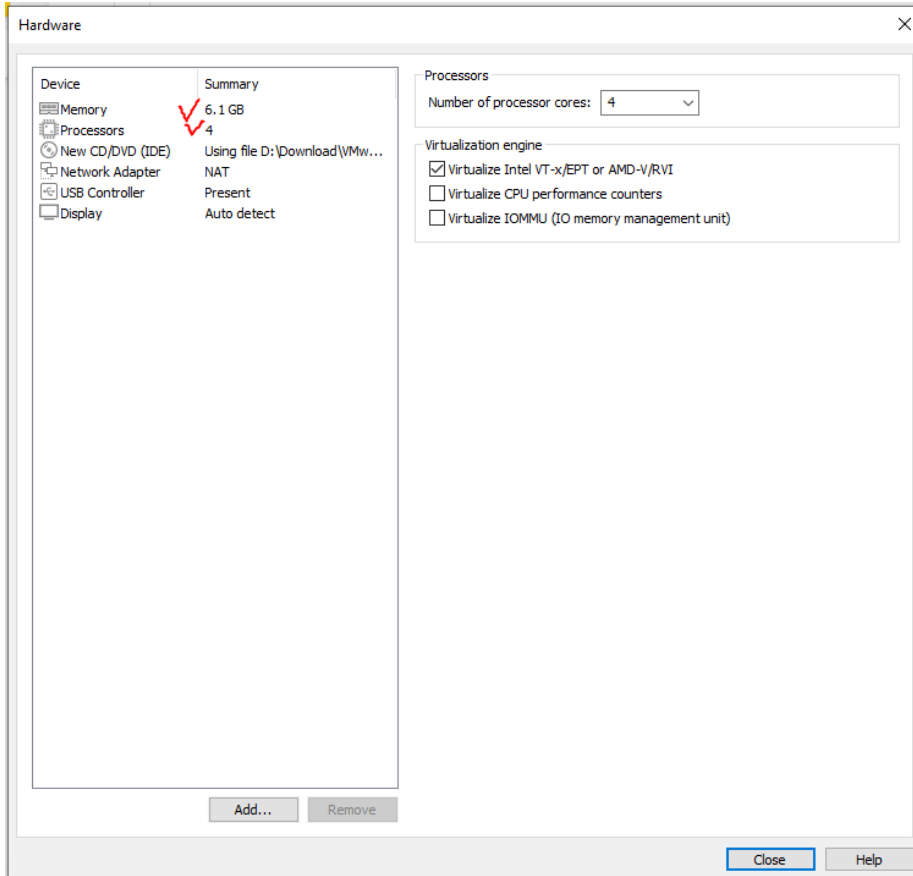 Hardware
Device Summary
Memory 6.1 GB
Processors 4
New CD/DVD (IDE) Using file D:\Download\VMw...
Network Adapter NAT
USB Controller Present
Display Auto detect
Add... Remove
Processors
Number of processor cores: 4
Virtualization engine
Virtualize Intel VT-x/EPT or AMD-V/RVI
Virtualize CPU performance counters
Virtualize IOMMU (IO memory management unit)
Close Help